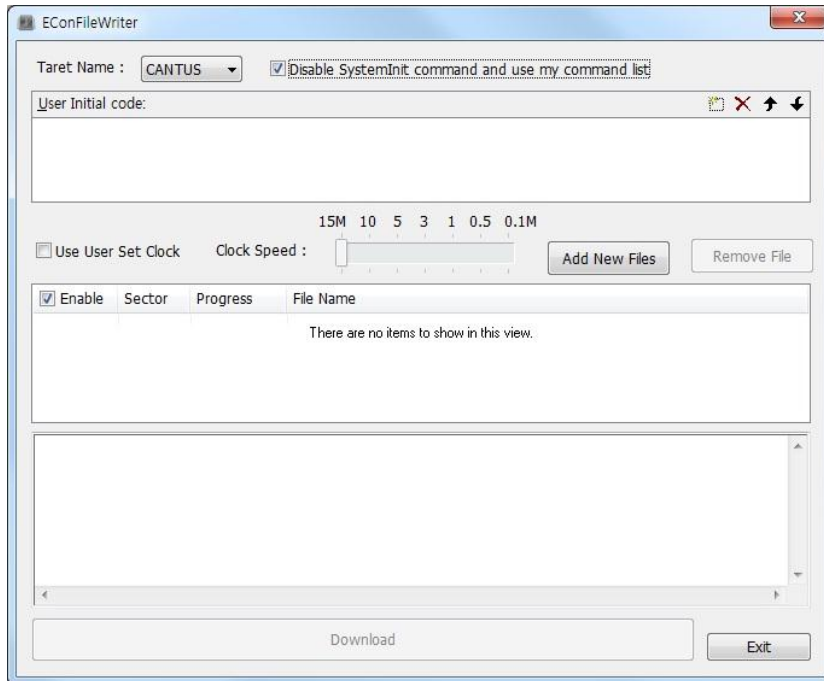 EConFileWriter
Taret Name : CANTUS Disable SystemInit command and use my command list
User Initial code:
15M 10 5 3 1 0.5 0.1M
Use User Set Clock Clock Speed : Add New Files Remove File
Enable Sector Progress File Name
There are no items to show in this view.
Download Exit